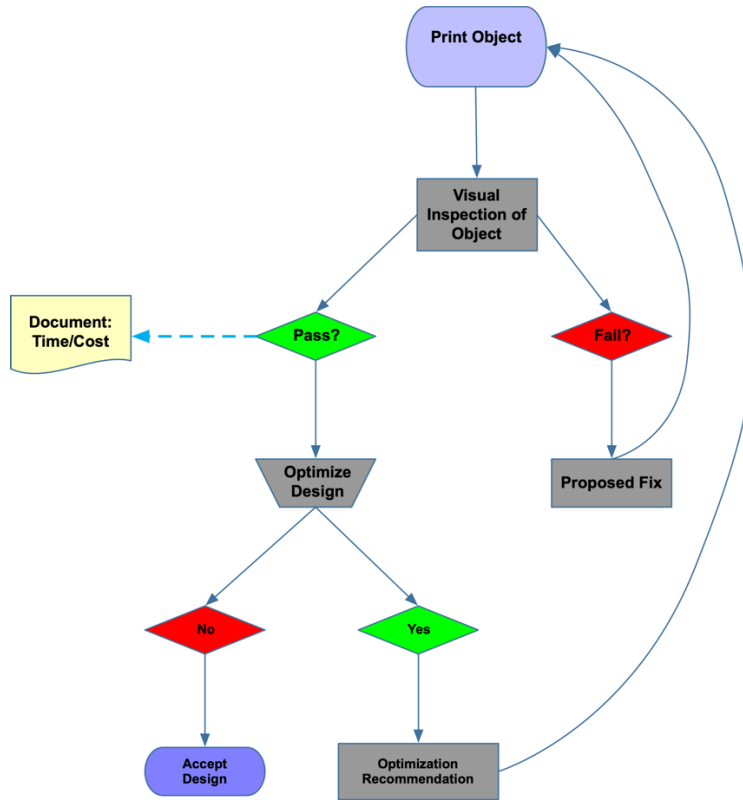 Print Object
Visual
Inspection of
Object
Document:
Time/Cost
Pass?
Fail?
Optimize
Design
Proposed Fix
No
Yes
Accept
Design
Optimization
Recommendation